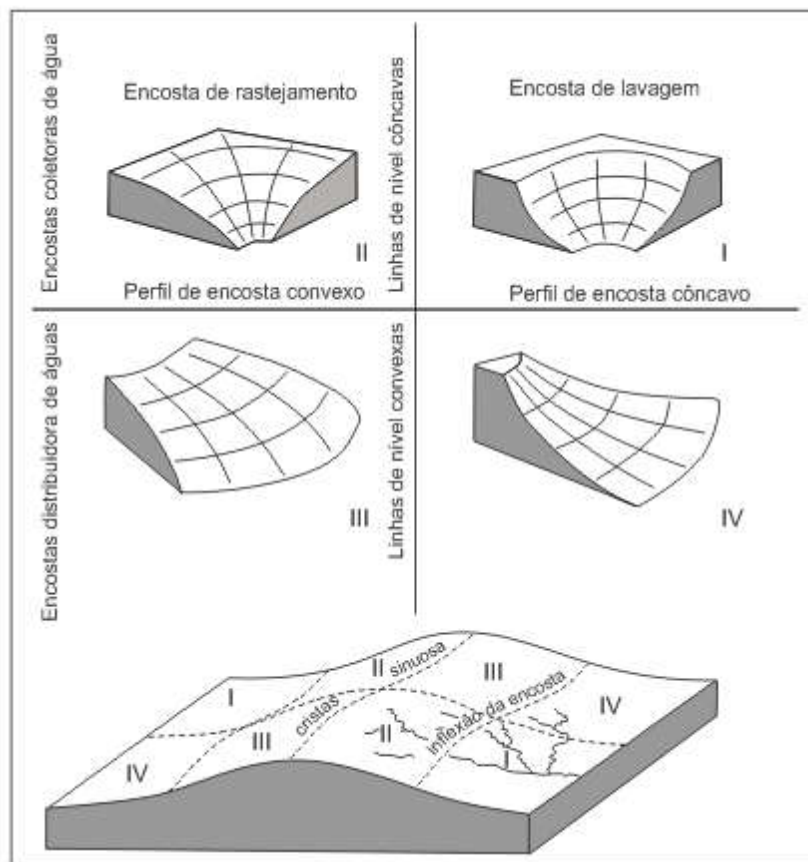 Encostas coletoras de água
Encosta de rastejamento
II
Perfil de encosta convexo
Linhas de nível côncavas
Encosta de lavagem
I
Perfil de encosta côncavo
Encostas distribuidora de águas
III
Linhas de nível convexas
IV
I
II
sinuosa
III
IV
cristas
inflexão da encosta
IV
III
II
I